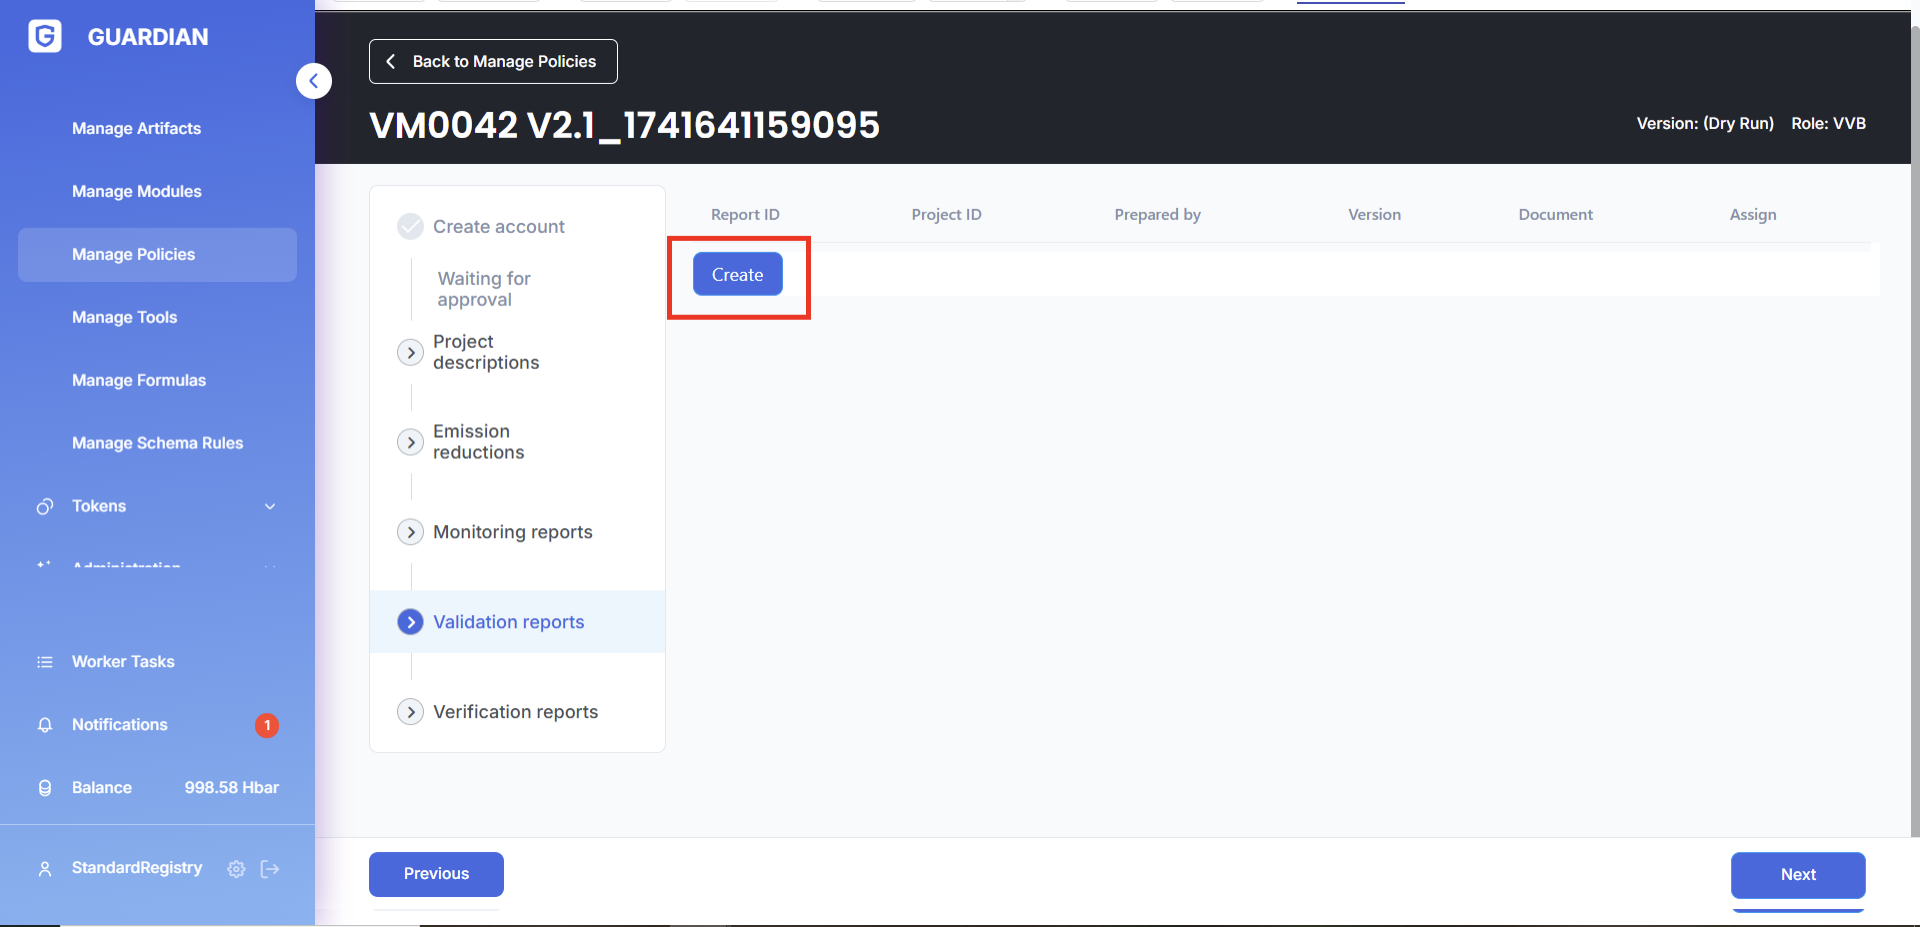 GUARDIAN
Manage Artifacts
Manage Modules
Manage Policies
Manage Tools
Manage Formulas
Manage Schema Rules
Tokens
Administration
Worker Tasks
Notifications 1
Balance 998.58 Hbar
StandardRegistry
Back to Manage Policies
VM0042 V2.1_1741641159095
Version: (Dry Run) Role: VVB
Create account
Waiting for
approval
Project
descriptions
Emission
reductions
Monitoring reports
Validation reports
Verification reports
Report ID Project ID Prepared by Version Document Assign
Create
Previous
Next